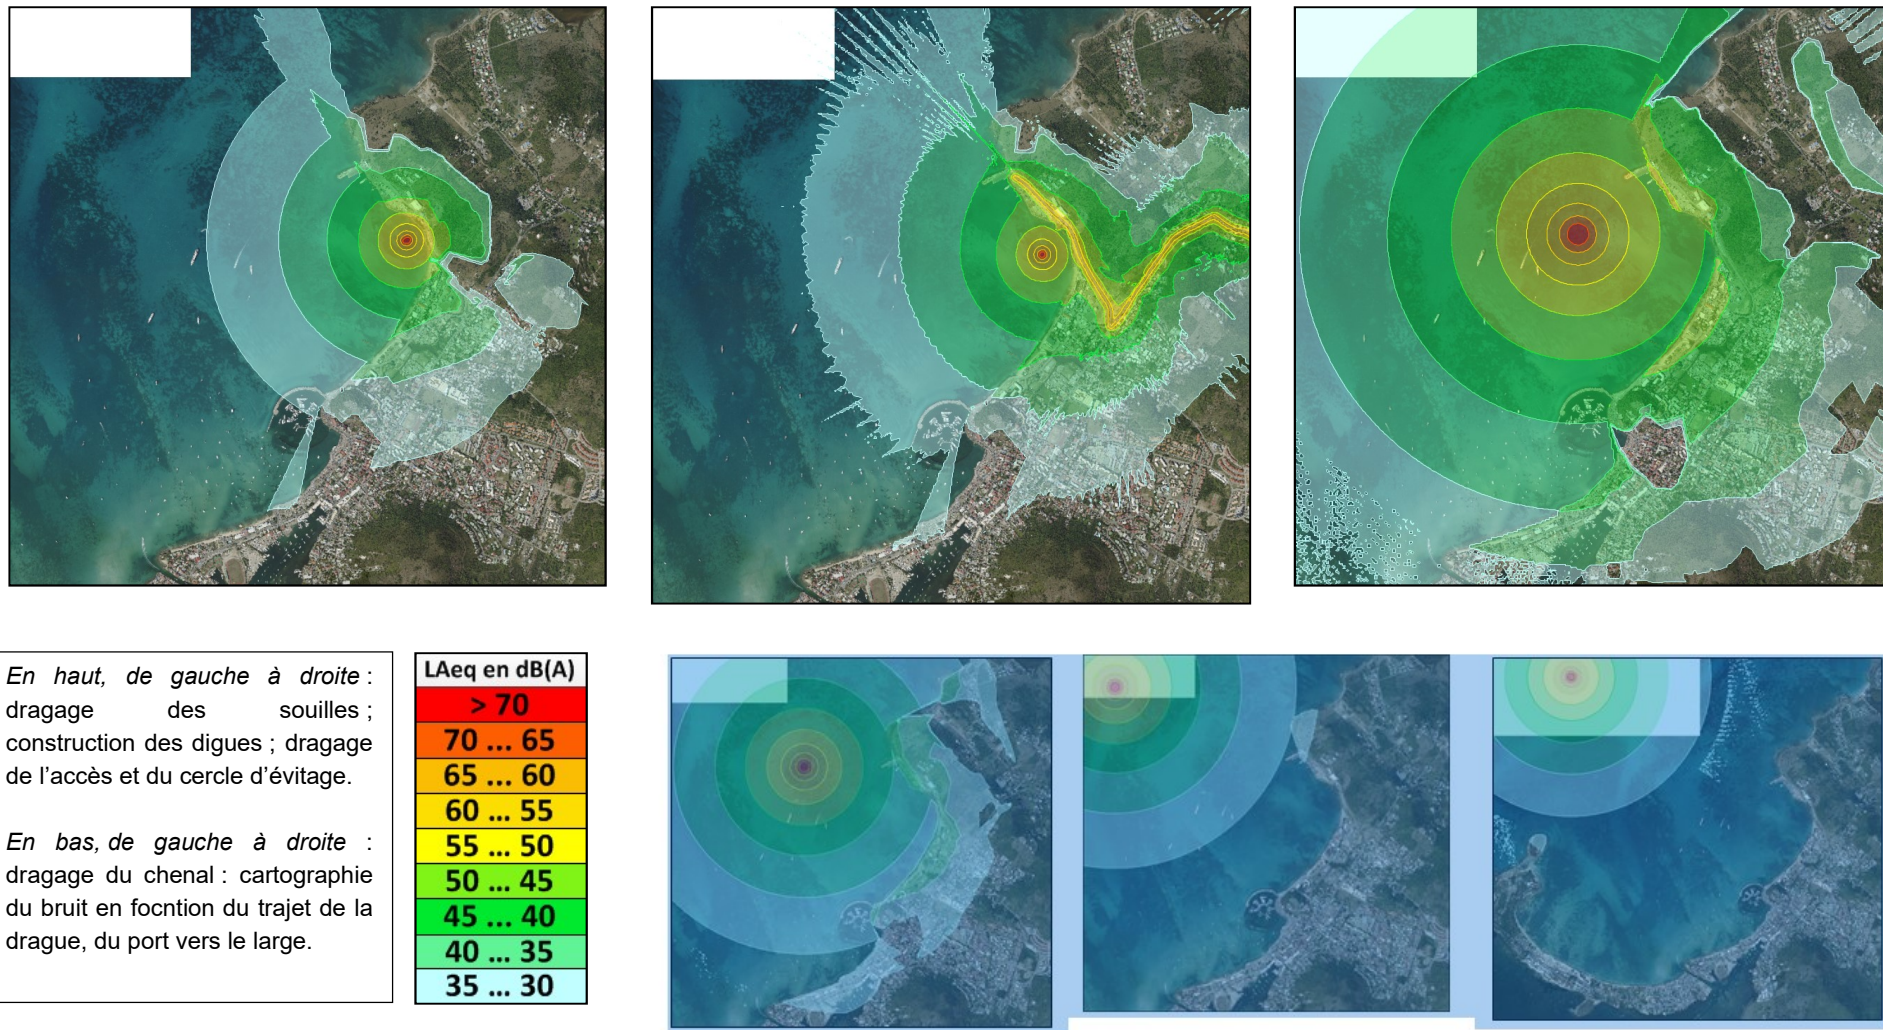 En haut, de gauche à droite :
dragage des souilles ;
construction des digues ; dragage
de l’accès et du cercle d’évitage.
En bas, de gauche à droite :
dragage du chenal : cartographie
du bruit en focntion du trajet de la
drague, du port vers le large.
LAeq en dB(A)
> 70
70 ... 65
65 ... 60
60 ... 55
55 ... 50
50 ... 45
45 ... 40
40 ... 35
35 ... 30